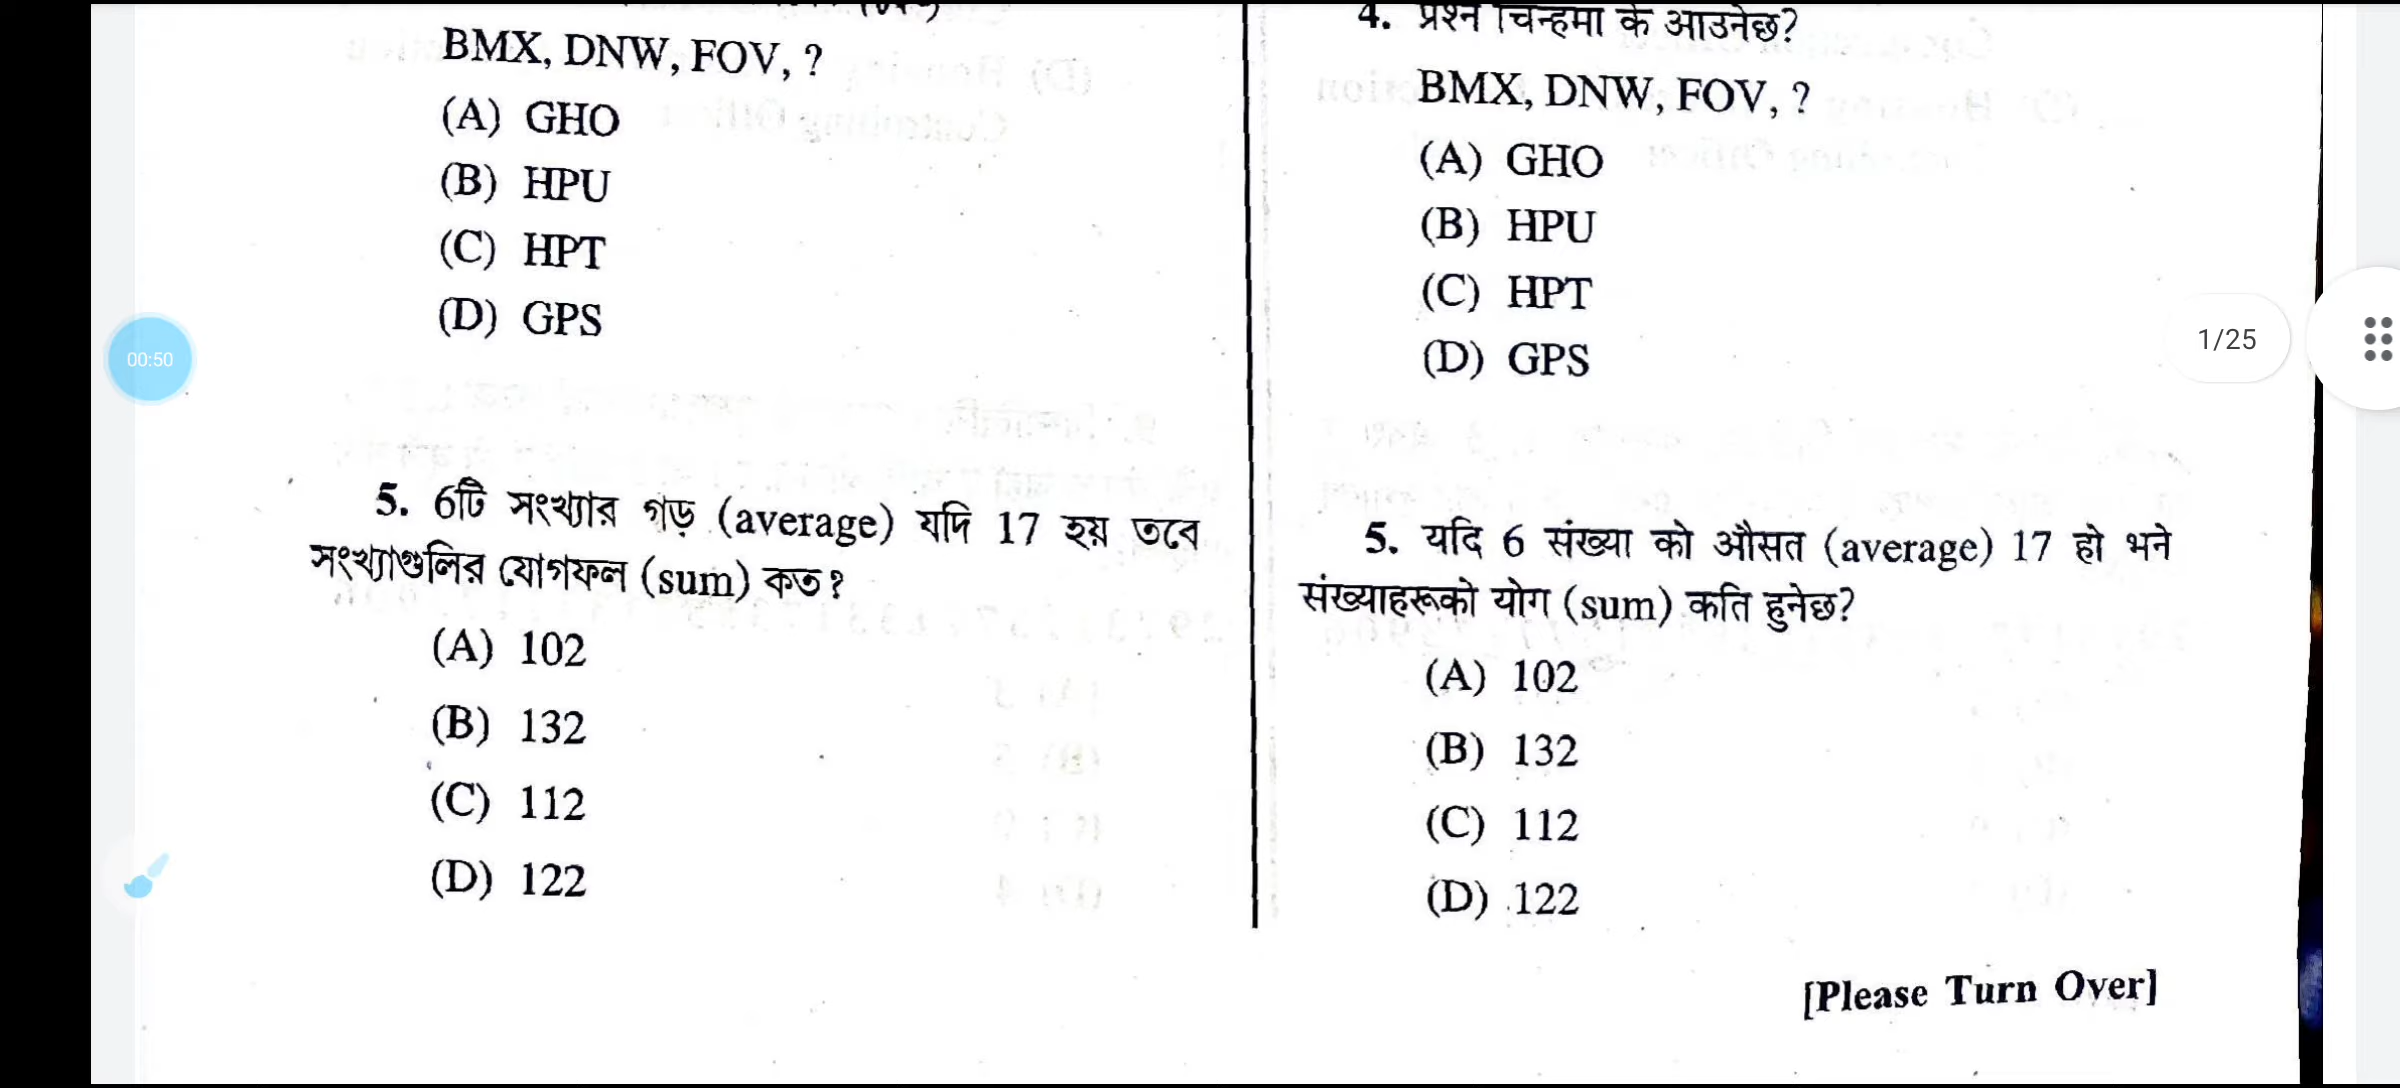 BMX, DNW, FOV, ?
(A) GHO
(B) HPU
(C) HPT
(D) GPS
5. 6টি সংখ্যার গড় (average) যদি 17 হয় তবে
সংখ্যাগুলির যোগফল (sum) কত?
(A) 102
(B) 132
(C) 112
(D) 122
4. प्रश्न चिन्हमा के आउनेछ?
BMX, DNW, FOV, ?
(A) GHO
(B) HPU
(C) HPT
(D) GPS
5. यदि 6 संख्या को औसत (average) 17 हो भने
संख्याहरूको योग (sum) कति हुनेछ?
(A) 102
(B) 132
(C) 112
(D) 122
[Please Turn Over]
00:50
1/25